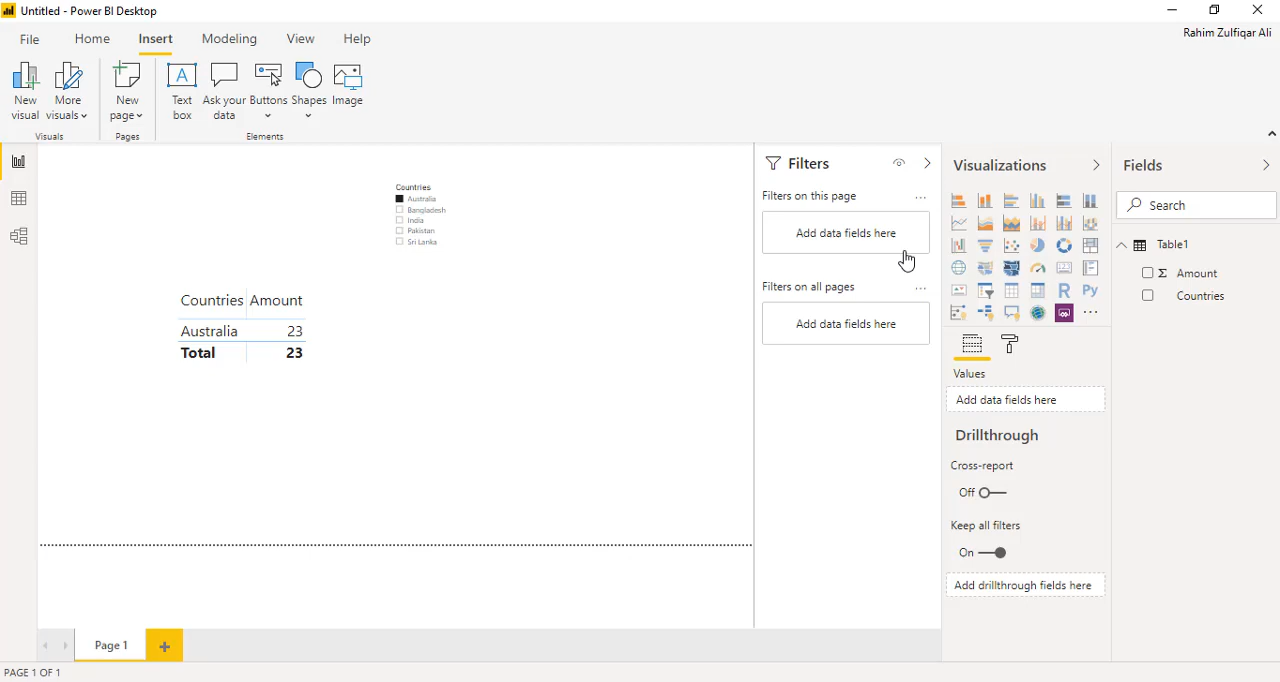 Untitled - Power BI Desktop
Rahim Zulfiqar Ali
File Home Insert Modeling View Help
New visual
More visuals
New page
Text box
Ask your data
Buttons
Shapes
Image
Visuals
Pages
Elements
Countries
Australia
Bangladesh
India
Pakistan
Sri Lanka
Countries Amount
Australia 23
Total 23
Filters
Filters on this page ...
Add data fields here
Filters on all pages ...
Add data fields here
Visualizations
R Py
...
Values
Add data fields here
Drillthrough
Cross-report
Off
Keep all filters
On
Add drillthrough fields here
Fields
Search
Table1
Σ Amount
Countries
Page 1 +
PAGE 1 OF 1